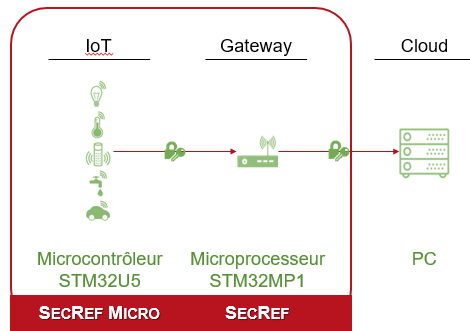 IoT
Gateway
Cloud
Microcontrôleur
STM32U5
Microprocesseur
STM32MP1
PC
SECREF MICRO
SECREF